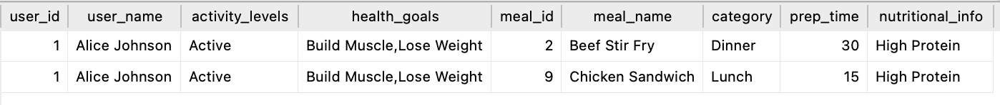 user_id user_name activity_levels health_goals meal_id meal_name category prep_time nutritional_info
1 Alice Johnson Active Build Muscle,Lose Weight 2 Beef Stir Fry Dinner 30 High Protein
1 Alice Johnson Active Build Muscle,Lose Weight 9 Chicken Sandwich Lunch 15 High Protein